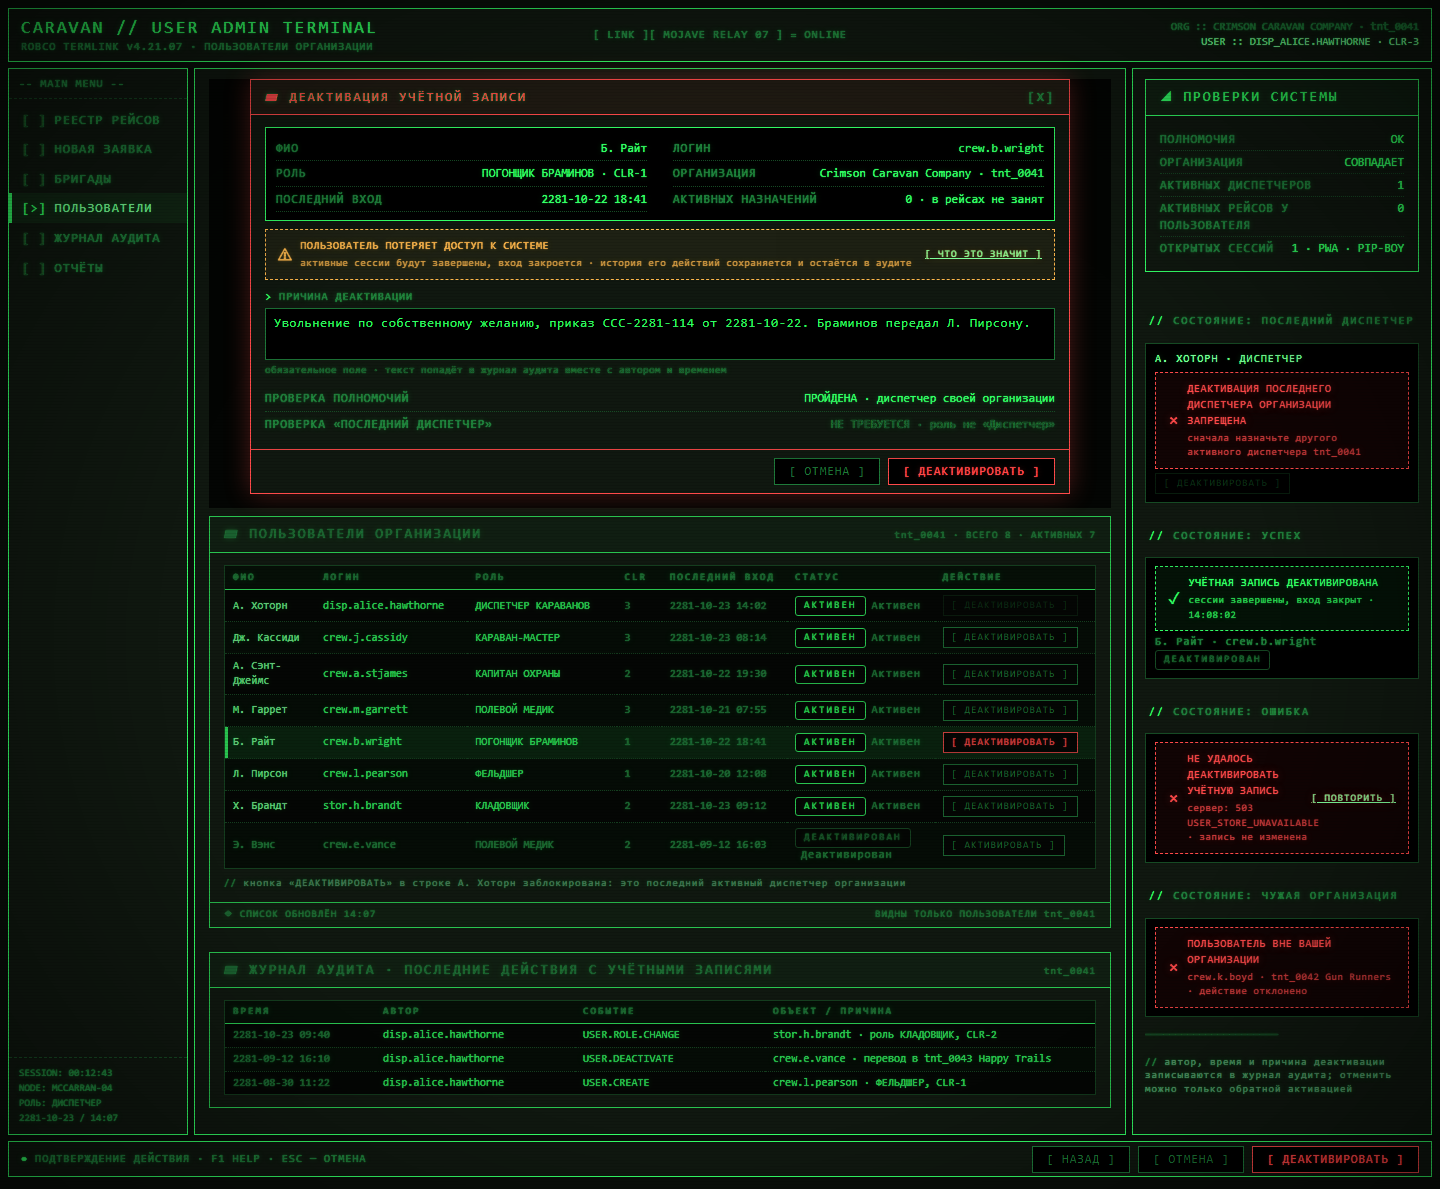 CARAVAN // USER ADMIN TERMINAL
ROBCO TERMLINK v4.21.07 · ПОЛЬЗОВАТЕЛИ ОРГАНИЗАЦИИ
[ LINK ][ MOJAVE RELAY 07 ] = ONLINE
ORG :: CRIMSON CARAVAN COMPANY · tnt_0041
USER :: DISP_ALICE.HAWTHORNE · CLR-3
-- MAIN MENU --
[ ] РЕЕСТР РЕЙСОВ
[ ] НОВАЯ ЗАЯВКА
[ ] БРИГАДЫ
[>] ПОЛЬЗОВАТЕЛИ
[ ] ЖУРНАЛ АУДИТА
[ ] ОТЧЁТЫ
SESSION: 00:12:43
NODE: MCCARRAN-04
РОЛЬ: ДИСПЕТЧЕР
2281-10-23 / 14:07
ДЕАКТИВАЦИЯ УЧЁТНОЙ ЗАПИСИ [X]
ФИО Б. Райт ЛОГИН crew.b.wright
РОЛЬ ПОГОНЩИК БРАМИНОВ · CLR-1 ОРГАНИЗАЦИЯ Crimson Caravan Company · tnt_0041
ПОСЛЕДНИЙ ВХОД 2281-10-22 18:41 АКТИВНЫХ НАЗНАЧЕНИЙ 0 · в рейсах не занят
ПОЛЬЗОВАТЕЛЬ ПОТЕРЯЕТ ДОСТУП К СИСТЕМЕ
активные сессии будут завершены, вход закроется · история его действий сохраняется и остаётся в аудите
[ ЧТО ЭТО ЗНАЧИТ ]
> ПРИЧИНА ДЕАКТИВАЦИИ
Увольнение по собственному желанию, приказ CCC-2281-114 от 2281-10-22. Браминов передал Л. Пирсону.
обязательное поле · текст попадёт в журнал аудита вместе с автором и временем
ПРОВЕРКА ПОЛНОМОЧИЙ ПРОЙДЕНА · диспетчер своей организации
ПРОВЕРКА «ПОСЛЕДНИЙ ДИСПЕТЧЕР» НЕ ТРЕБУЕТСЯ · роль не «Диспетчер»
[ ОТМЕНА ] [ ДЕАКТИВИРОВАТЬ ]
ПОЛЬЗОВАТЕЛИ ОРГАНИЗАЦИИ tnt_0041 · ВСЕГО 8 · АКТИВНЫХ 7
ФИО ЛОГИН РОЛЬ CLR ПОСЛЕДНИЙ ВХОД СТАТУС ДЕЙСТВИЕ
А. Хоторн disp.alice.hawthorne ДИСПЕТЧЕР КАРАВАНОВ 3 2281-10-23 14:02 АКТИВЕН Активен [ ДЕАКТИВИРОВАТЬ ]
Дж. Кассиди crew.j.cassidy КАРАВАН-МАСТЕР 3 2281-10-23 08:14 АКТИВЕН Активен [ ДЕАКТИВИРОВАТЬ ]
А. Сэнт-Джеймс crew.a.stjames КАПИТАН ОХРАНЫ 2 2281-10-22 19:30 АКТИВЕН Активен [ ДЕАКТИВИРОВАТЬ ]
М. Гаррет crew.m.garrett ПОЛЕВОЙ МЕДИК 3 2281-10-21 07:55 АКТИВЕН Активен [ ДЕАКТИВИРОВАТЬ ]
Б. Райт crew.b.wright ПОГОНЩИК БРАМИНОВ 1 2281-10-22 18:41 АКТИВЕН Активен [ ДЕАКТИВИРОВАТЬ ]
Л. Пирсон crew.l.pearson ФЕЛЬДШЕР 1 2281-10-20 12:08 АКТИВЕН Активен [ ДЕАКТИВИРОВАТЬ ]
Х. Брандт stor.h.brandt КЛАДОВЩИК 2 2281-10-23 09:12 АКТИВЕН Активен [ ДЕАКТИВИРОВАТЬ ]
Э. Вэнс crew.e.vance ПОЛЕВОЙ МЕДИК 2 2281-09-12 16:03 ДЕАКТИВИРОВАН Деактивирован [ АКТИВИРОВАТЬ ]
// кнопка «ДЕАКТИВИРОВАТЬ» в строке А. Хоторн заблокирована: это последний активный диспетчер организации
СПИСОК ОБНОВЛЁН 14:07 ВИДНЫ ТОЛЬКО ПОЛЬЗОВАТЕЛИ tnt_0041
ЖУРНАЛ АУДИТА · ПОСЛЕДНИЕ ДЕЙСТВИЯ С УЧЁТНЫМИ ЗАПИСЯМИ tnt_0041
ВРЕМЯ АВТОР СОБЫТИЕ ОБЪЕКТ / ПРИЧИНА
2281-10-23 09:40 disp.alice.hawthorne USER.ROLE.CHANGE stor.h.brandt · роль КЛАДОВЩИК, CLR-2
2281-09-12 16:10 disp.alice.hawthorne USER.DEACTIVATE crew.e.vance · перевод в tnt_0043 Happy Trails
2281-08-30 11:22 disp.alice.hawthorne USER.CREATE crew.l.pearson · ФЕЛЬДШЕР, CLR-1
ПРОВЕРКИ СИСТЕМЫ
ПОЛНОМОЧИЯ OK
ОРГАНИЗАЦИЯ СОВПАДАЕТ
АКТИВНЫХ ДИСПЕТЧЕРОВ 1
АКТИВНЫХ РЕЙСОВ У ПОЛЬЗОВАТЕЛЯ 0
ОТКРЫТЫХ СЕССИЙ 1 · PWA · PIP-BOY
// СОСТОЯНИЕ: ПОСЛЕДНИЙ ДИСПЕТЧЕР
А. ХОТОРН · ДИСПЕТЧЕР
ДЕАКТИВАЦИЯ ПОСЛЕДНЕГО
ДИСПЕТЧЕРА ОРГАНИЗАЦИИ
ЗАПРЕЩЕНА
сначала назначьте другого
активного диспетчера tnt_0041
[ ДЕАКТИВИРОВАТЬ ]
// СОСТОЯНИЕ: УСПЕХ
УЧЁТНАЯ ЗАПИСЬ ДЕАКТИВИРОВАНА
сессии завершены, вход закрыт ·
14:08:02
Б. Райт · crew.b.wright
ДЕАКТИВИРОВАН
// СОСТОЯНИЕ: ОШИБКА
НЕ УДАЛОСЬ
ДЕАКТИВИРОВАТЬ
УЧЁТНУЮ ЗАПИСЬ
сервер: 503
USER_STORE_UNAVAILABLE
· запись не изменена
[ ПОВТОРИТЬ ]
// СОСТОЯНИЕ: ЧУЖАЯ ОРГАНИЗАЦИЯ
ПОЛЬЗОВАТЕЛЬ ВНЕ ВАШЕЙ
ОРГАНИЗАЦИИ
crew.k.boyd · tnt_0042 Gun Runners
· действие отклонено
// автор, время и причина деактивации
записываются в журнал аудита; отменить
можно только обратной активацией
● ПОДТВЕРЖДЕНИЕ ДЕЙСТВИЯ · F1 HELP · ESC — ОТМЕНА
[ НАЗАД ] [ ОТМЕНА ] [ ДЕАКТИВИРОВАТЬ ]